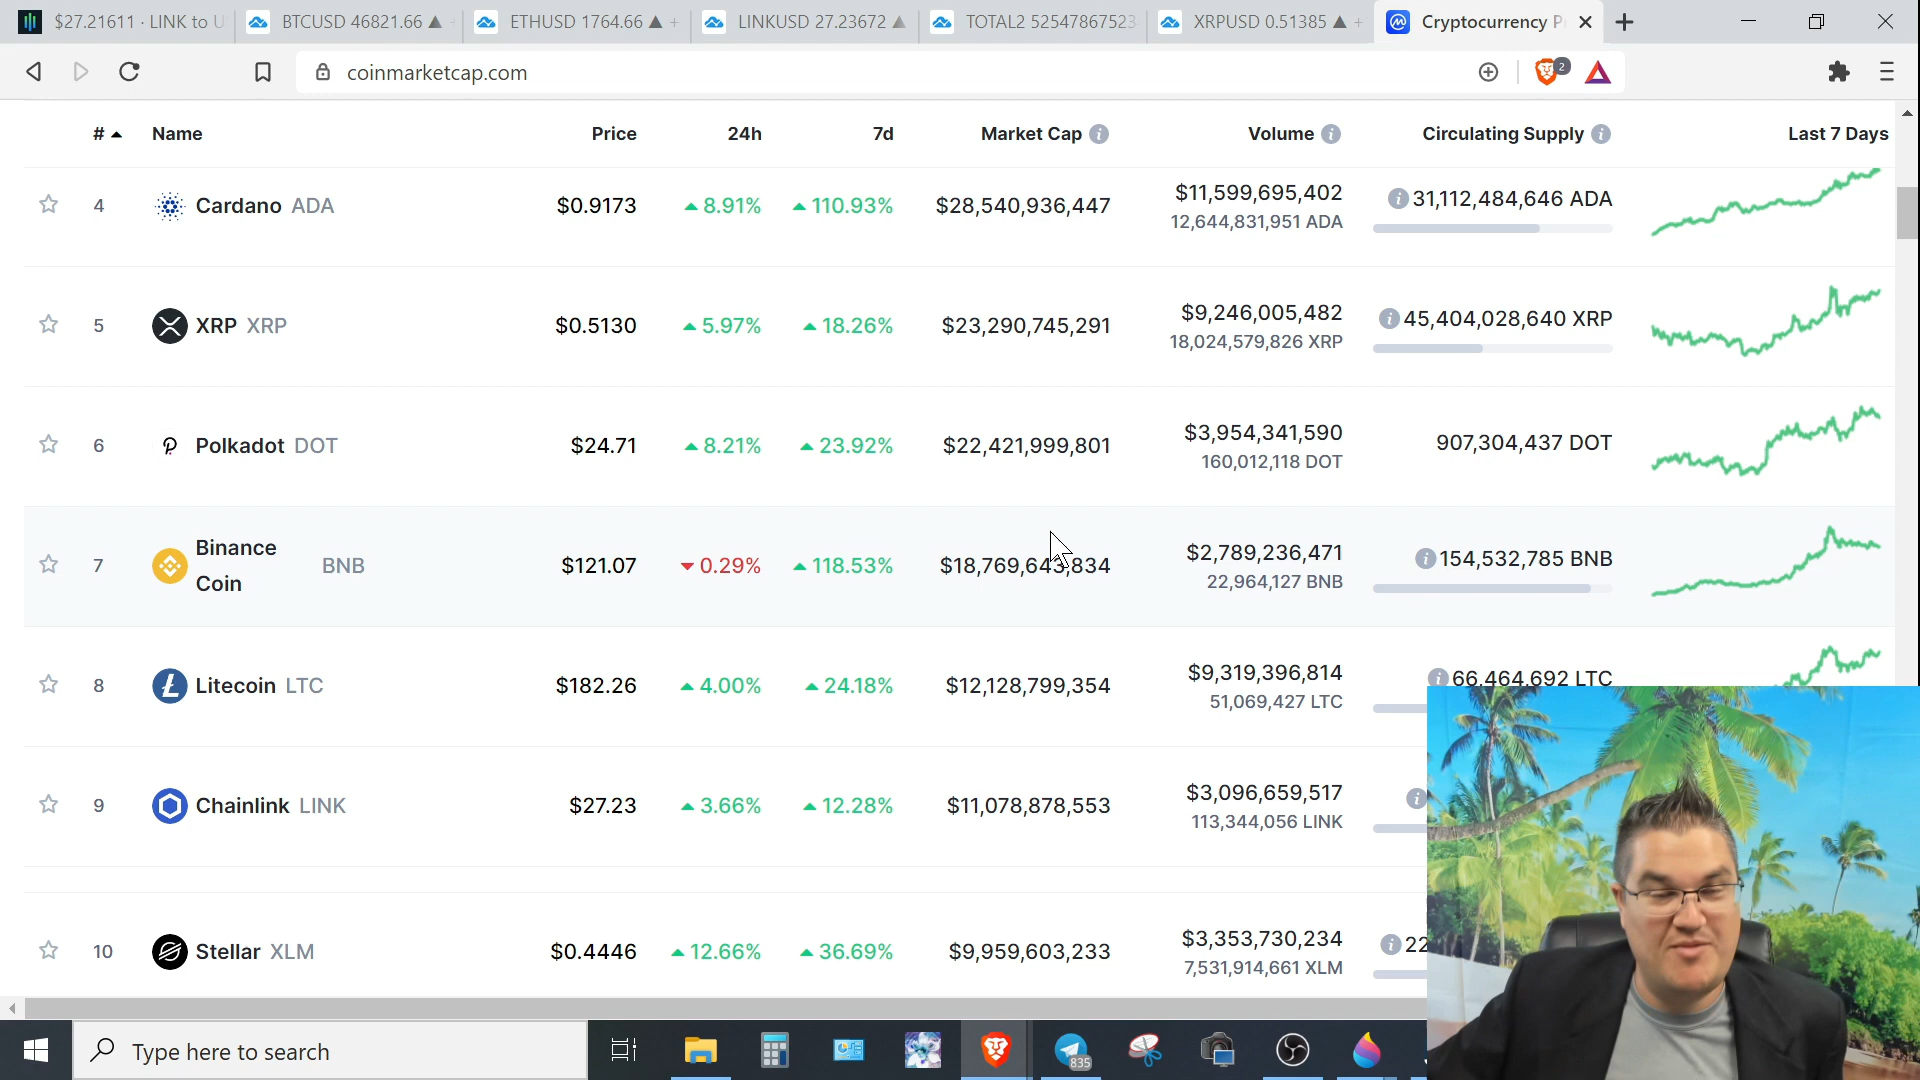 $27.21611 · LINK to U
BTCUSD 46821.66 ▲
ETHUSD 1764.66 ▲
LINKUSD 27.23672 ▲
TOTAL2 52547867523
XRPUSD 0.51385 ▲
Cryptocurrency P
coinmarketcap.com
2
# Name Price 24h 7d Market Cap Volume Circulating Supply Last 7 Days
4 Cardano ADA $0.9173 8.91% 110.93% $28,540,936,447 $11,599,695,402 31,112,484,646 ADA
12,644,831,951 ADA
5 XRP XRP $0.5130 5.97% 18.26% $23,290,745,291 $9,246,005,482 45,404,028,640 XRP
18,024,579,826 XRP
6 Polkadot DOT $24.71 8.21% 23.92% $22,421,999,801 $3,954,341,590 907,304,437 DOT
160,012,118 DOT
7 Binance Coin BNB $121.07 0.29% 118.53% $18,769,643,834 $2,789,236,471 154,532,785 BNB
22,964,127 BNB
8 Litecoin LTC $182.26 4.00% 24.18% $12,128,799,354 $9,319,396,814 66,464,692 LTC
51,069,427 LTC
9 Chainlink LINK $27.23 3.66% 12.28% $11,078,878,553 $3,096,659,517
113,344,056 LINK
10 Stellar XLM $0.4446 12.66% 36.69% $9,959,603,233 $3,353,730,234 22
7,531,914,661 XLM
Type here to search
835